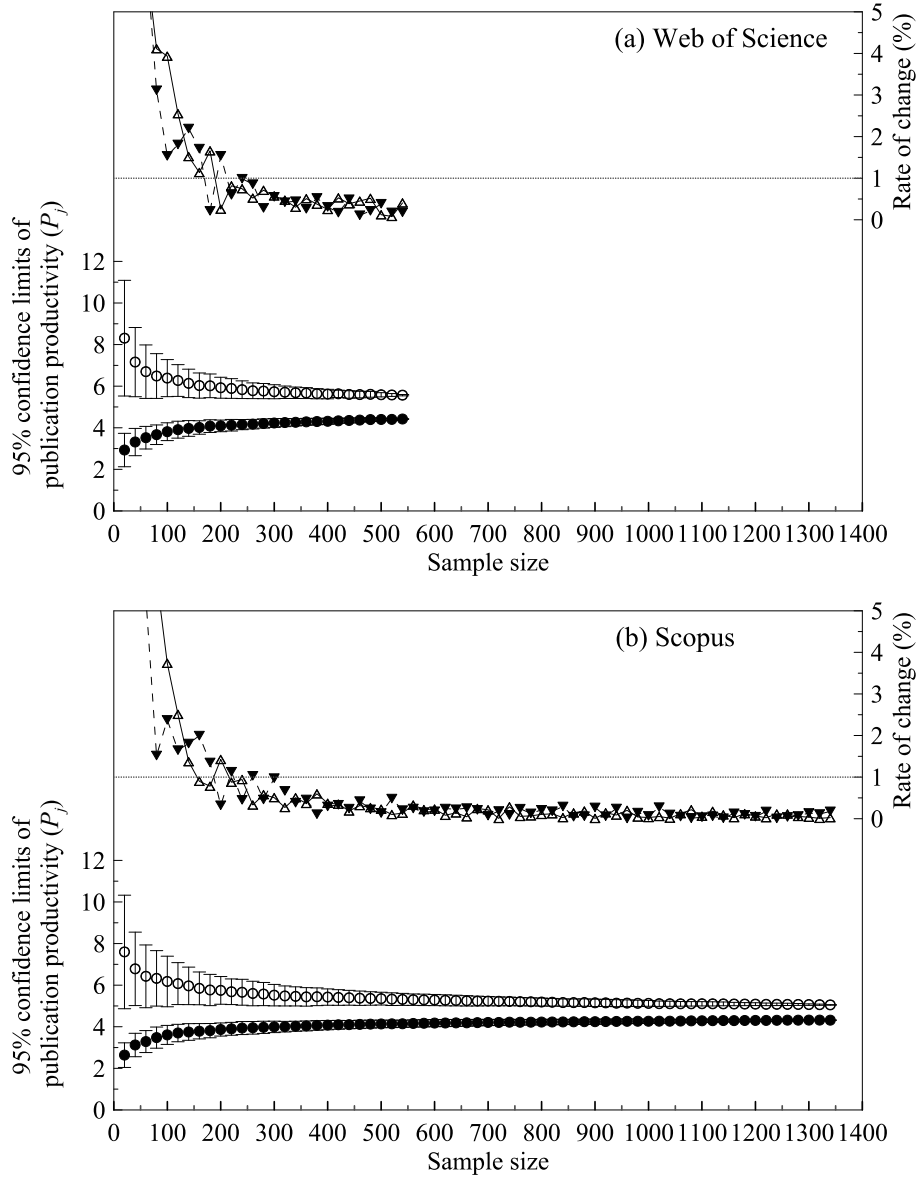 (a) Web of Science
5
4
3
2
1
0
Rate of change (%)
12
10
8
6
4
2
0
95% confidence limits of
publication productivity (Pj)
0 100 200 300 400 500 600 700 800 900 1000 1100 1200 1300 1400
Sample size
(b) Scopus
5
4
3
2
1
0
Rate of change (%)
12
10
8
6
4
2
0
95% confidence limits of
publication productivity (Pj)
0 100 200 300 400 500 600 700 800 900 1000 1100 1200 1300 1400
Sample size